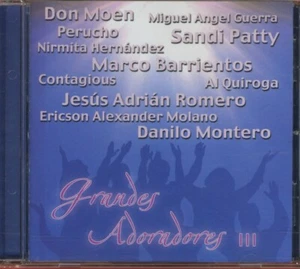 Don Moen
Miguel Angel Guerra
Perucho
Sandi Patty
Nirmita Hernández
Marco Barrientos
Contagious
Al Quiroga
Jesús Adrián Romero
Ericson Alexander Molano
Danilo Montero
Grandes
Adoradores III